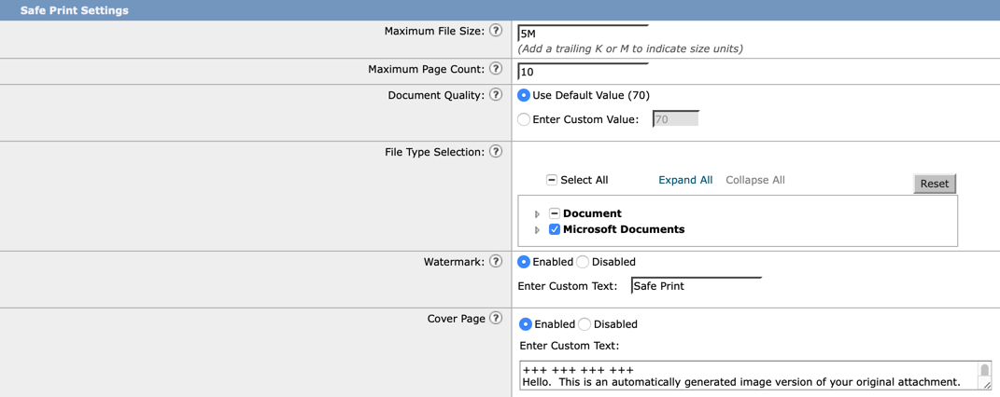 Safe Print Settings
Maximum File Size: ?
5M
(Add a trailing K or M to indicate size units)
Maximum Page Count: ?
10
Document Quality: ?
Use Default Value (70)
Enter Custom Value: 70
File Type Selection: ?
Select All Expand All Collapse All Reset
Document
Microsoft Documents
Watermark: ?
Enabled Disabled
Enter Custom Text: Safe Print
Cover Page ?
Enabled Disabled
Enter Custom Text:
+++ +++ +++ +++
Hello. This is an automatically generated image version of your original attachment.